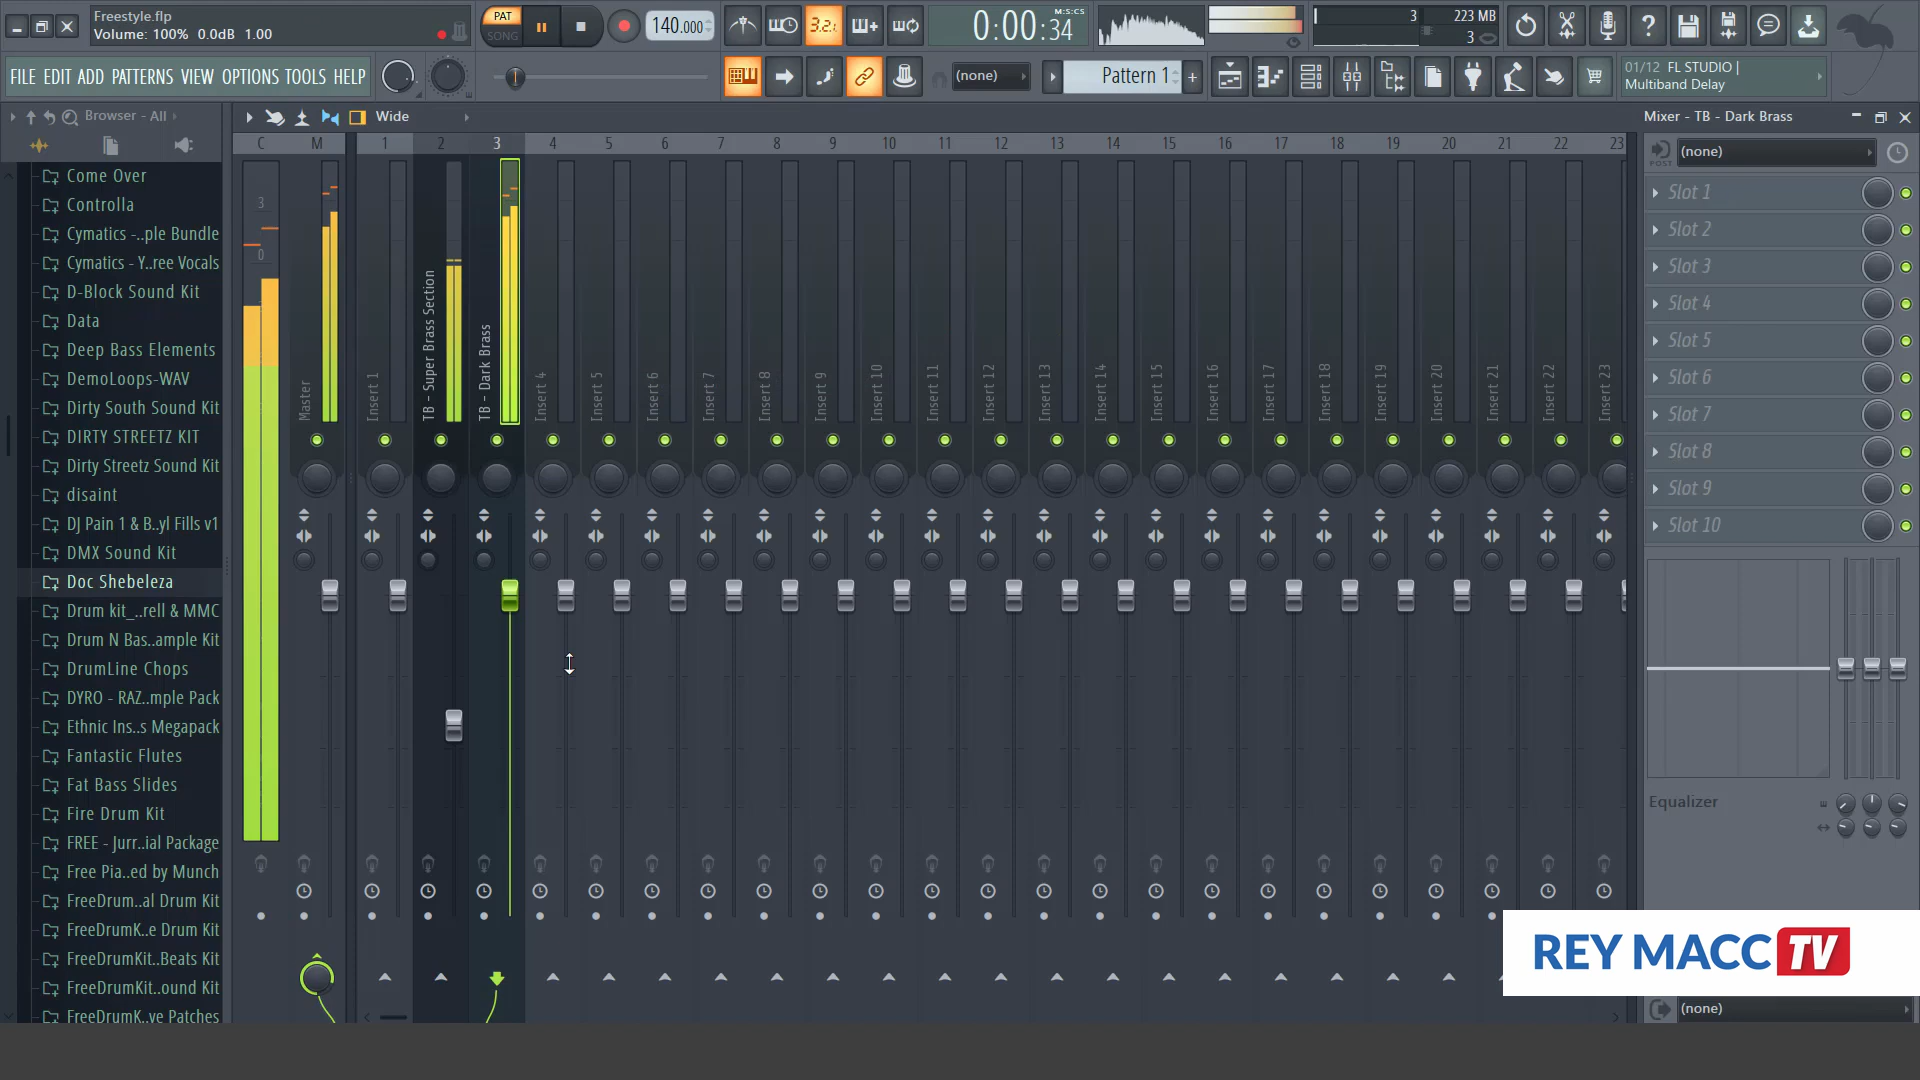 Freestyle.flp
Volume: 100% 0.0dB 1.00
PAT
SONG
3.2.
140.000
M:S:CS
0:00:34
3
223 MB
3
FILE EDIT ADD PATTERNS VIEW OPTIONS TOOLS HELP
(none)
Pattern 1
01/12 FL STUDIO |
Multiband Delay
Browser - All
Wide
Mixer - TB - Dark Brass
Come Over
Controlla
Cymatics -..ple Bundle
Cymatics - Y..ree Vocals
D-Block Sound Kit
Data
Deep Bass Elements
DemoLoops-WAV
Dirty South Sound Kit
DIRTY STREETZ KIT
Dirty Streetz Sound Kit
disaint
DJ Pain 1 & B..yl Fills v1
DMX Sound Kit
Doc Shebeleza
Drum kit_..rell & MMC
Drum N Bas..ample Kit
DrumLine Chops
DYRO - RAZ..mple Pack
Ethnic Ins..s Megapack
Fantastic Flutes
Fat Bass Slides
Fire Drum Kit
FREE - Jurr..ial Package
Free Pia..ed by Munch
FreeDrum..al Drum Kit
FreeDrumK..e Drum Kit
FreeDrumKit..Beats Kit
FreeDrumKit..ound Kit
FreeDrumK..ve Patches
C M 1 2 3 4 5 6 7 8 9 10 11 12 13 14 15 16 17 18 19 20 21 22 23
3
0
Master
Insert 1
TB - Super Brass Section
TB - Dark Brass
Insert 4
Insert 5
Insert 6
Insert 7
Insert 8
Insert 9
Insert 10
Insert 11
Insert 12
Insert 13
Insert 14
Insert 15
Insert 16
Insert 17
Insert 18
Insert 19
Insert 20
Insert 21
Insert 22
Insert 23
POST
(none)
Slot 1
Slot 2
Slot 3
Slot 4
Slot 5
Slot 6
Slot 7
Slot 8
Slot 9
Slot 10
Equalizer
REY MACC TV
(none)